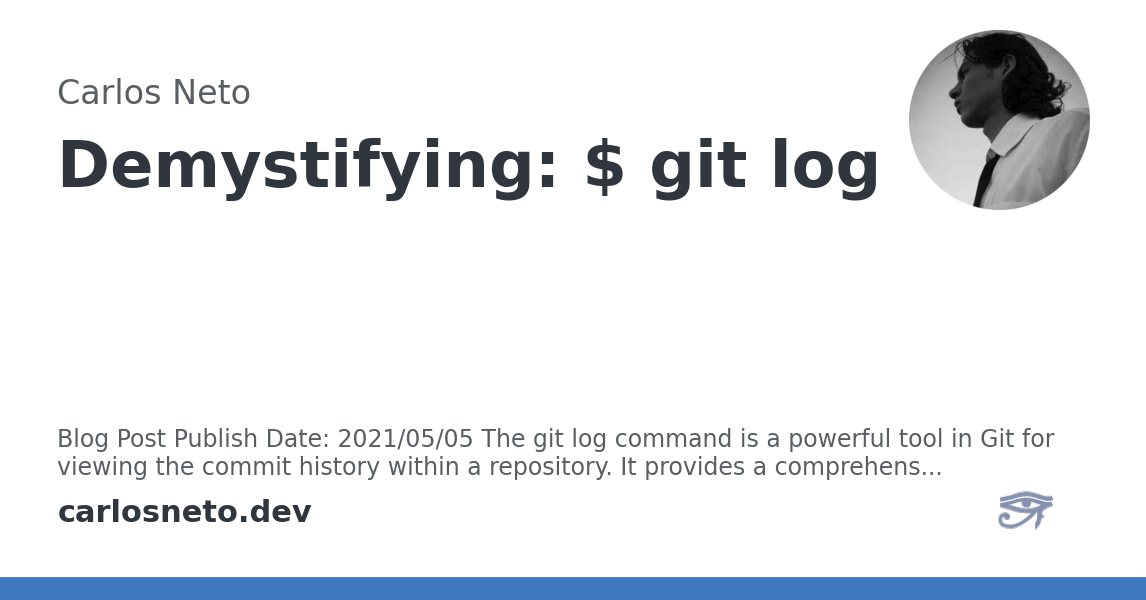 Carlos Neto
Demystifying: $ git log
Blog Post Publish Date: 2021/05/05 The git log command is a powerful tool in Git for
viewing the commit history within a repository. It provides a comprehens...
carlosneto.dev